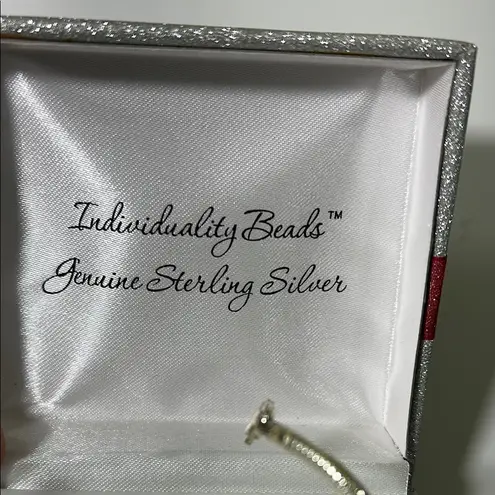 Individuality Beads™
Genuine Sterling Silver